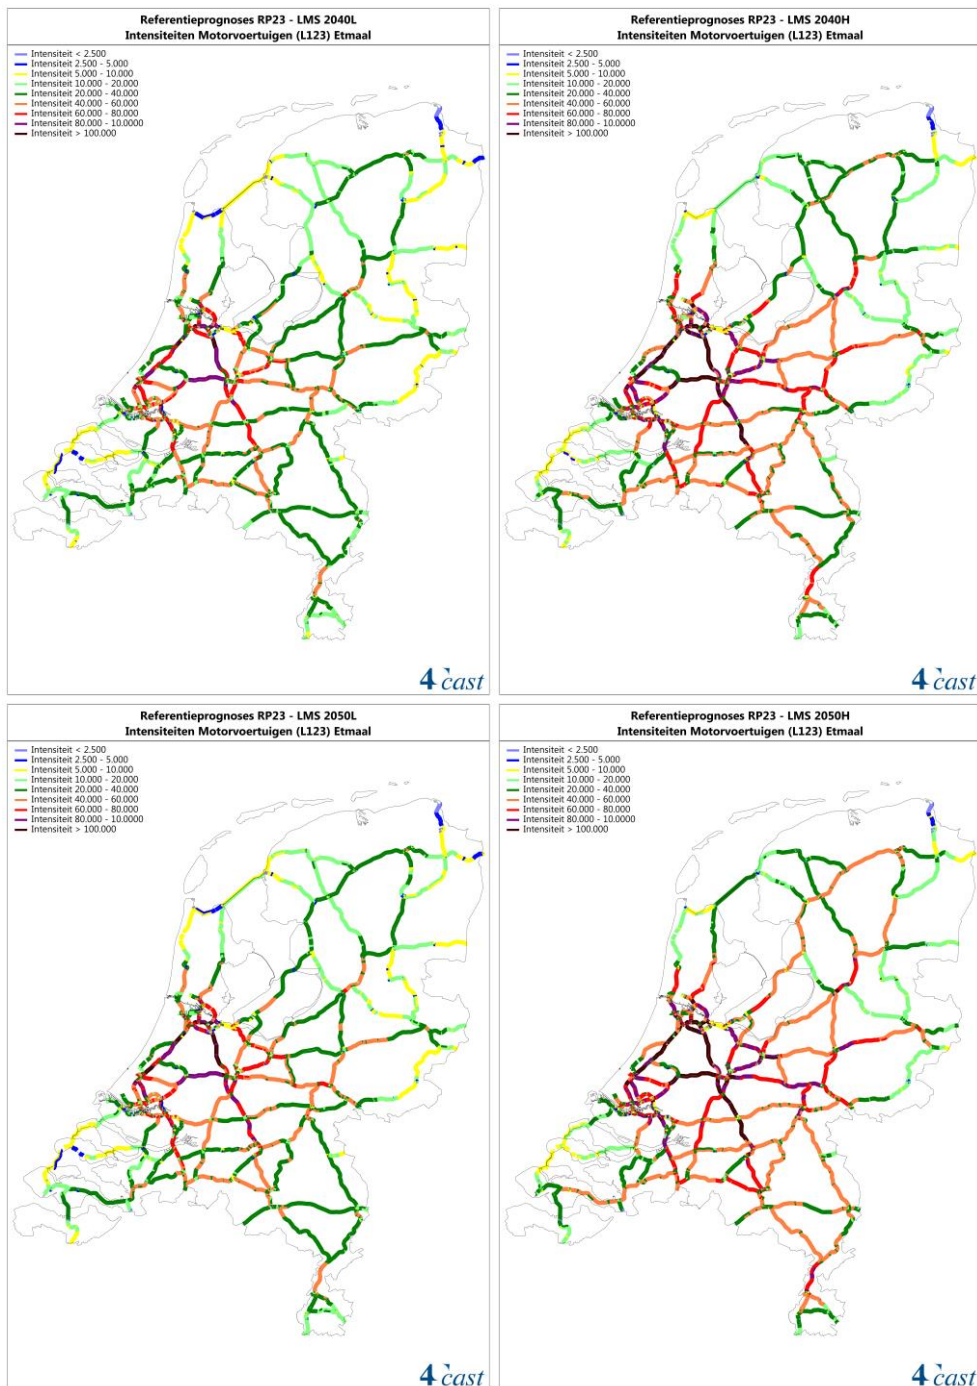 Referentieprognoses RP23 - LMS 2040L
Intensiteiten Motorvoertuigen (L123) Etmaal
Intensiteit < 2.500
Intensiteit 2.500 - 5.000
Intensiteit 5.000 - 10.000
Intensiteit 10.000 - 20.000
Intensiteit 20.000 - 40.000
Intensiteit 40.000 - 60.000
Intensiteit 60.000 - 80.000
Intensiteit 80.000 - 10.0000
Intensiteit > 100.000
4cast
Referentieprognoses RP23 - LMS 2040H
Intensiteiten Motorvoertuigen (L123) Etmaal
Intensiteit < 2.500
Intensiteit 2.500 - 5.000
Intensiteit 5.000 - 10.000
Intensiteit 10.000 - 20.000
Intensiteit 20.000 - 40.000
Intensiteit 40.000 - 60.000
Intensiteit 60.000 - 80.000
Intensiteit 80.000 - 10.0000
Intensiteit > 100.000
4cast
Referentieprognoses RP23 - LMS 2050L
Intensiteiten Motorvoertuigen (L123) Etmaal
Intensiteit < 2.500
Intensiteit 2.500 - 5.000
Intensiteit 5.000 - 10.000
Intensiteit 10.000 - 20.000
Intensiteit 20.000 - 40.000
Intensiteit 40.000 - 60.000
Intensiteit 60.000 - 80.000
Intensiteit 80.000 - 10.0000
Intensiteit > 100.000
4cast
Referentieprognoses RP23 - LMS 2050H
Intensiteiten Motorvoertuigen (L123) Etmaal
Intensiteit < 2.500
Intensiteit 2.500 - 5.000
Intensiteit 5.000 - 10.000
Intensiteit 10.000 - 20.000
Intensiteit 20.000 - 40.000
Intensiteit 40.000 - 60.000
Intensiteit 60.000 - 80.000
Intensiteit 80.000 - 10.0000
Intensiteit > 100.000
4cast